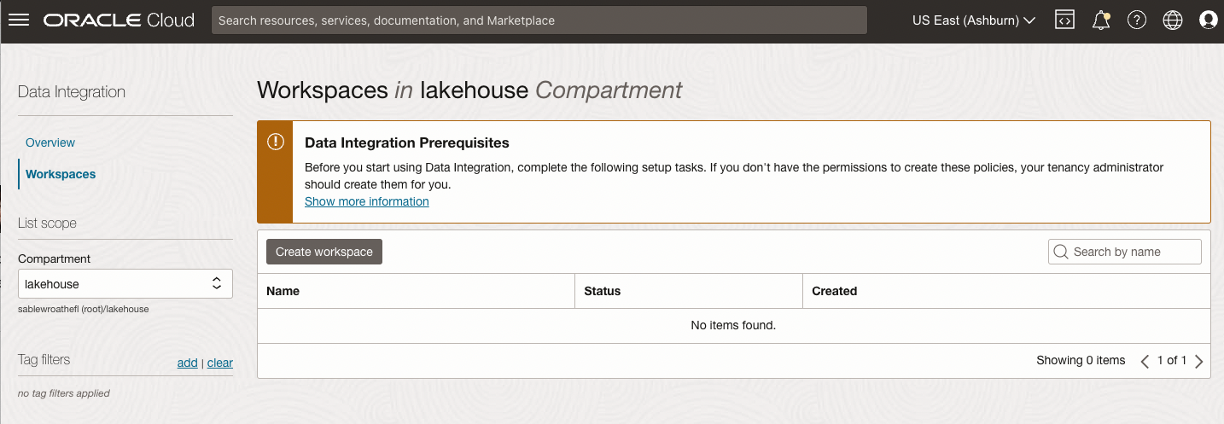 ORACLE Cloud
Search resources, services, documentation, and Marketplace
US East (Ashburn)
Data Integration
Overview
Workspaces
List scope
Compartment
lakehouse
sablewroathefl (root)/lakehouse
Tag filters
add | clear
no tag filters applied
Workspaces in lakehouse Compartment
Data Integration Prerequisites
Before you start using Data Integration, complete the following setup tasks. If you don't have the permissions to create these policies, your tenancy administrator
should create them for you.
Show more information
Create workspace
Search by name
Name Status Created
No items found.
Showing 0 items 1 of 1